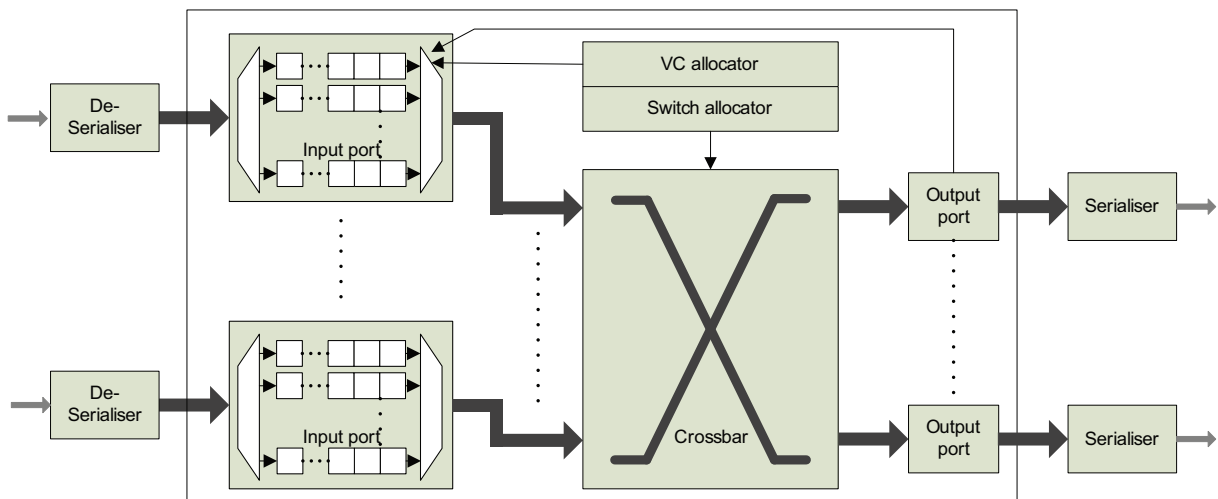 VC allocator
De-
Serialiser
Switch allocator
Input port
Output
port
Serialiser
De-
Serialiser
Input port
Crossbar
Output
port
Serialiser